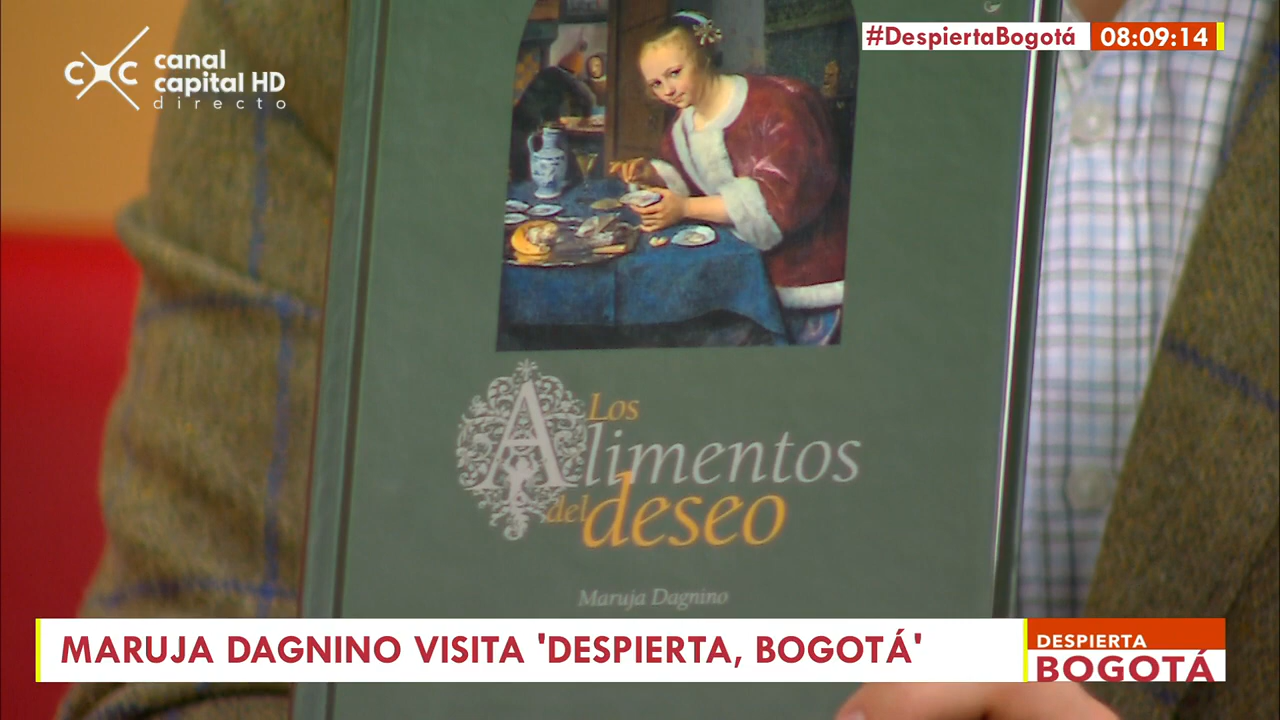 canal
capital HD
directo
#DespiertaBogotá
08:09:14
Los
Alimentos
del deseo
Maruja Dagnino
MARUJA DAGNINO VISITA 'DESPIERTA, BOGOTÁ'
DESPIERTA
BOGOTÁ